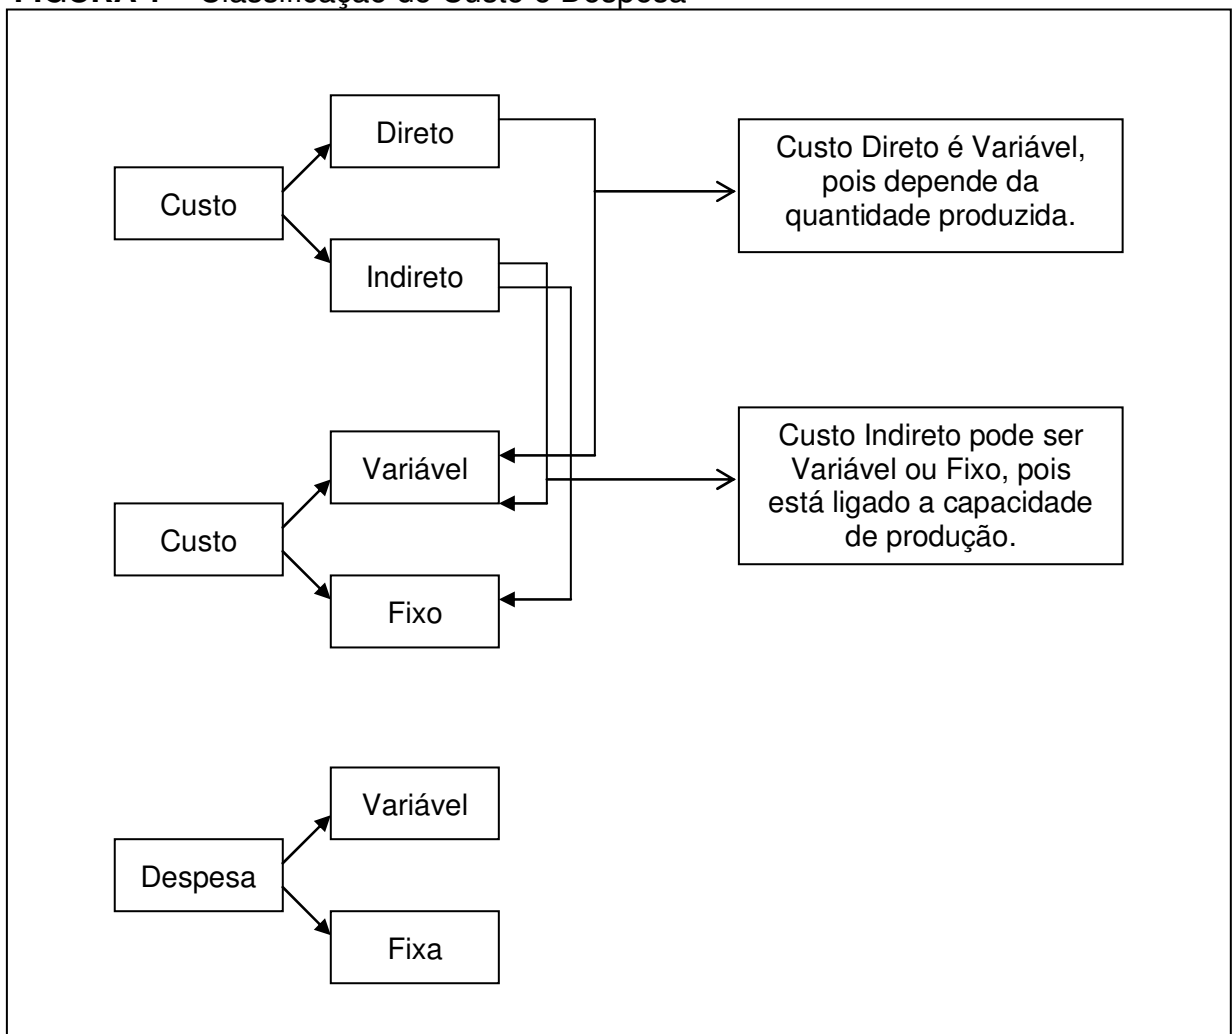 Classificação de Custo e Despesa
Direto
Custo
Indireto
Custo Direto é Variável,
pois depende da
quantidade produzida.
Variável
Custo
Fixo
Custo Indireto pode ser
Variável ou Fixo, pois
está ligado a capacidade
de produção.
Variável
Despesa
Fixa